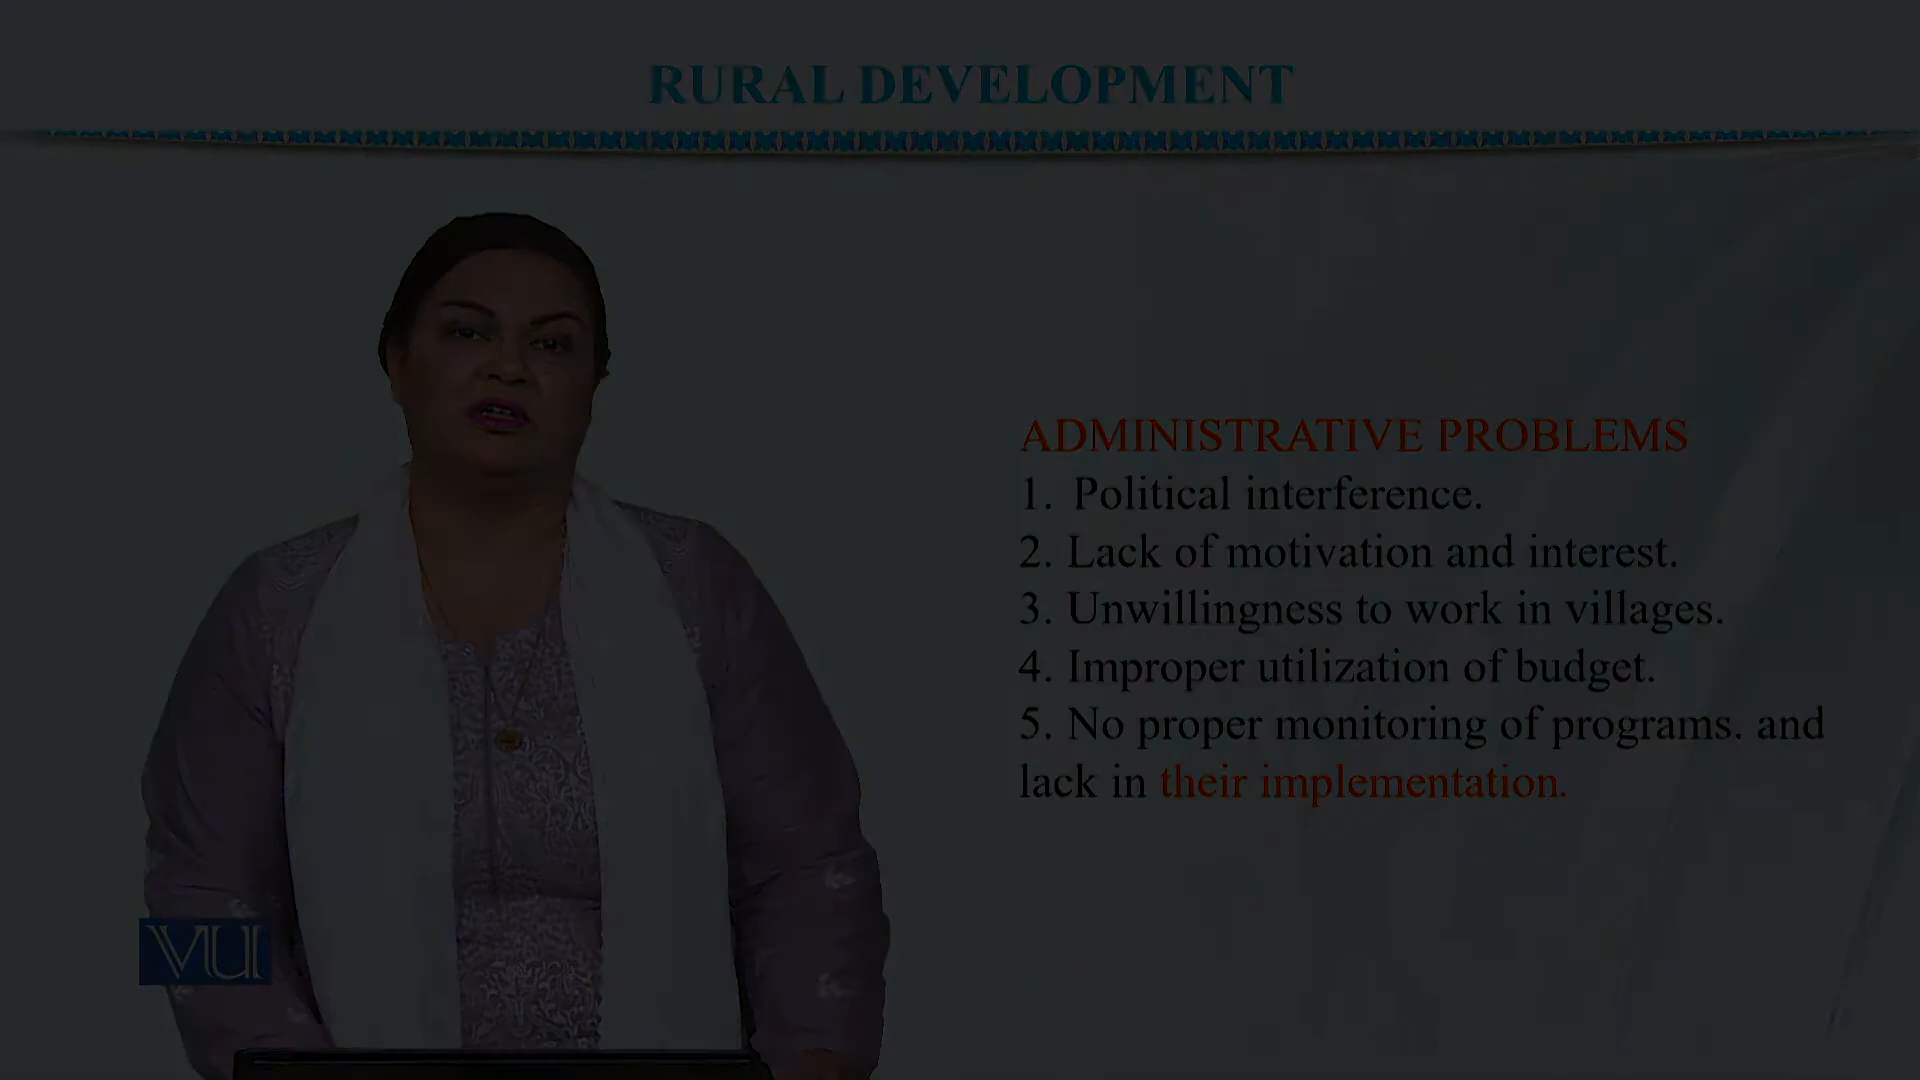 RURAL DEVELOPMENT
ADMINISTRATIVE PROBLEMS
1. Political interference.
2. Lack of motivation and interest.
3. Unwillingness to work in villages.
4. Improper utilization of budget.
5. No proper monitoring of programs. and
lack in their implementation.
VU